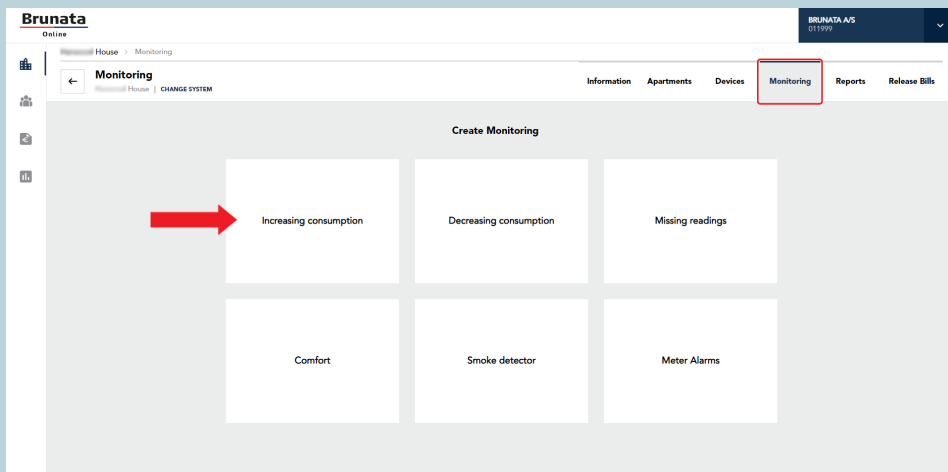 Brunata
Online
BRUNATA A/S
011999
House > Monitoring
Monitoring
House | CHANGE SYSTEM
Information Apartments Devices Monitoring Reports Release Bills
Create Monitoring
Increasing consumption Decreasing consumption Missing readings
Comfort Smoke detector Meter Alarms